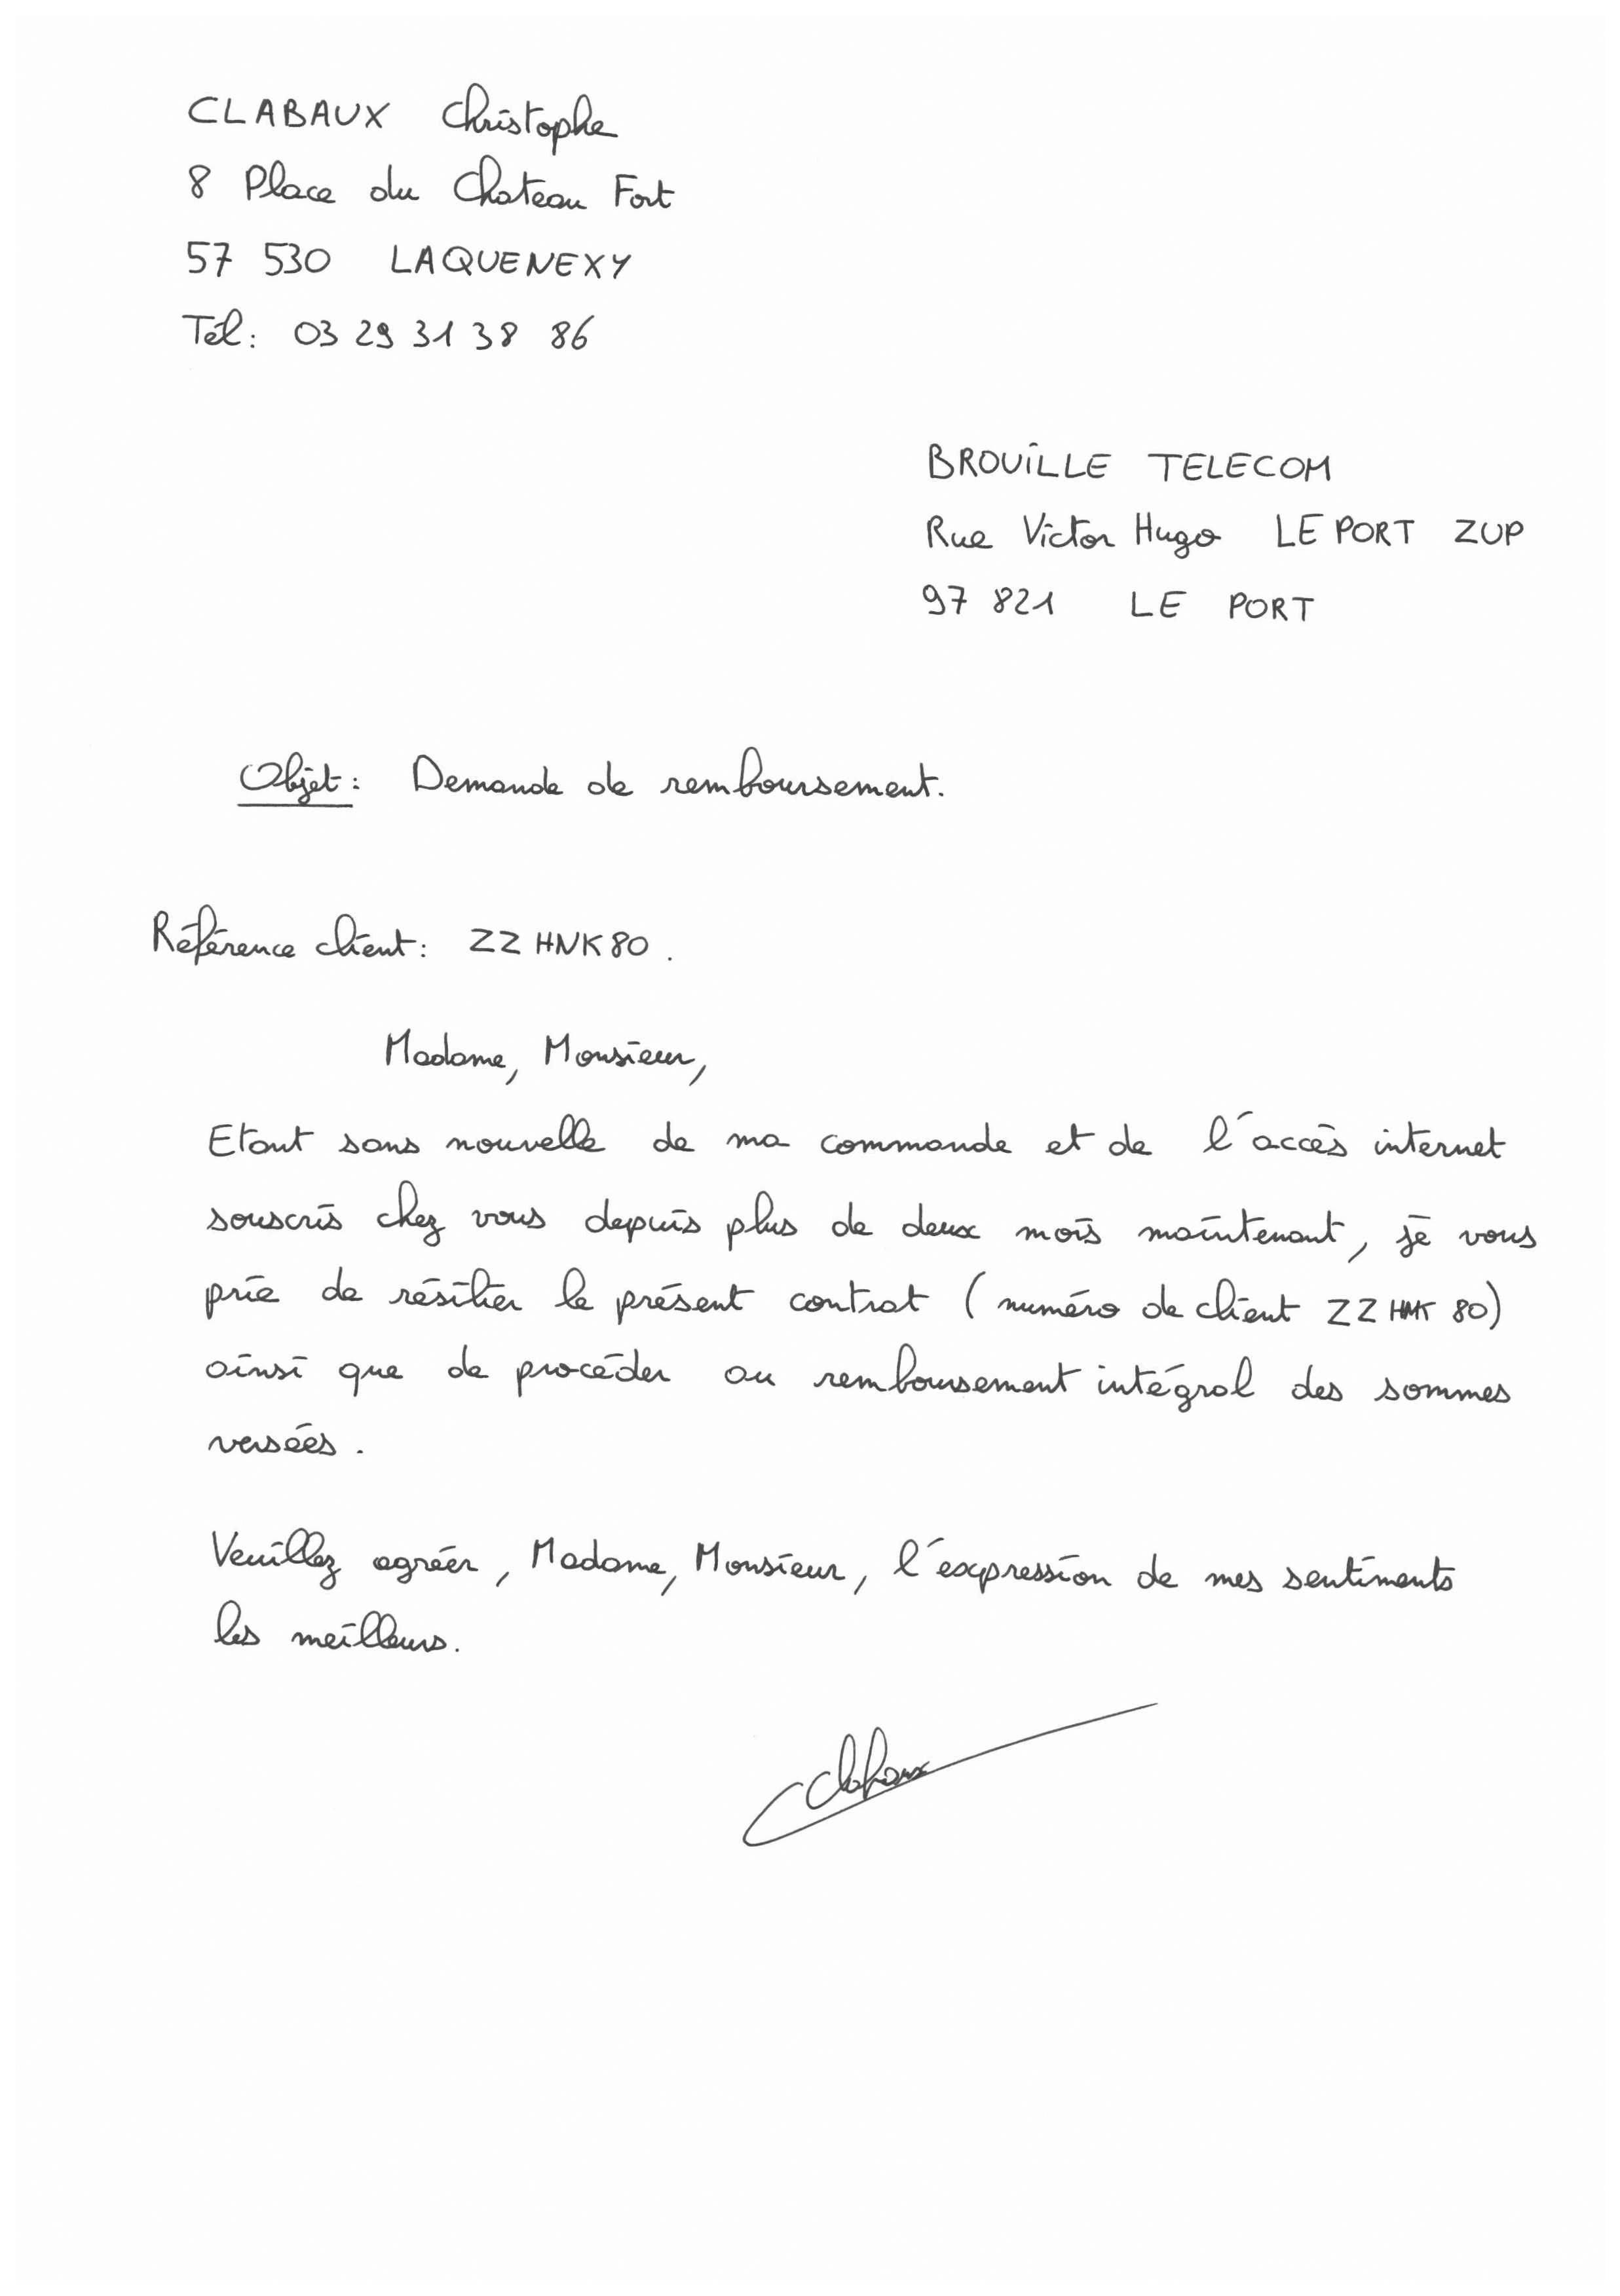 CLABAUX Christophe
8 Place du Chateau Fort
57 530 LAQUENEXY
Tél: 03 29 31 38 86
BROUiLLE TELECOM
Rue Victor Hugo LE PORT ZUP
97 821 LE PORT
Objet: Demande de remboursement.
Référence client: ZZHNK80.
Madame, Monsieur,
Etant sans nouvelle de ma commande et de l'accès internet
souscris chez vous depuis plus de deux mois maintenant, je vous
prie de résilier le présent contrat (numéro de client ZZ HNK 80)
ainsi que de procéder au remboursement intégral des sommes
versées.
Veuillez agréer, Madame, Monsieur, l'expression de mes sentiments
les meilleurs.
Clabaux